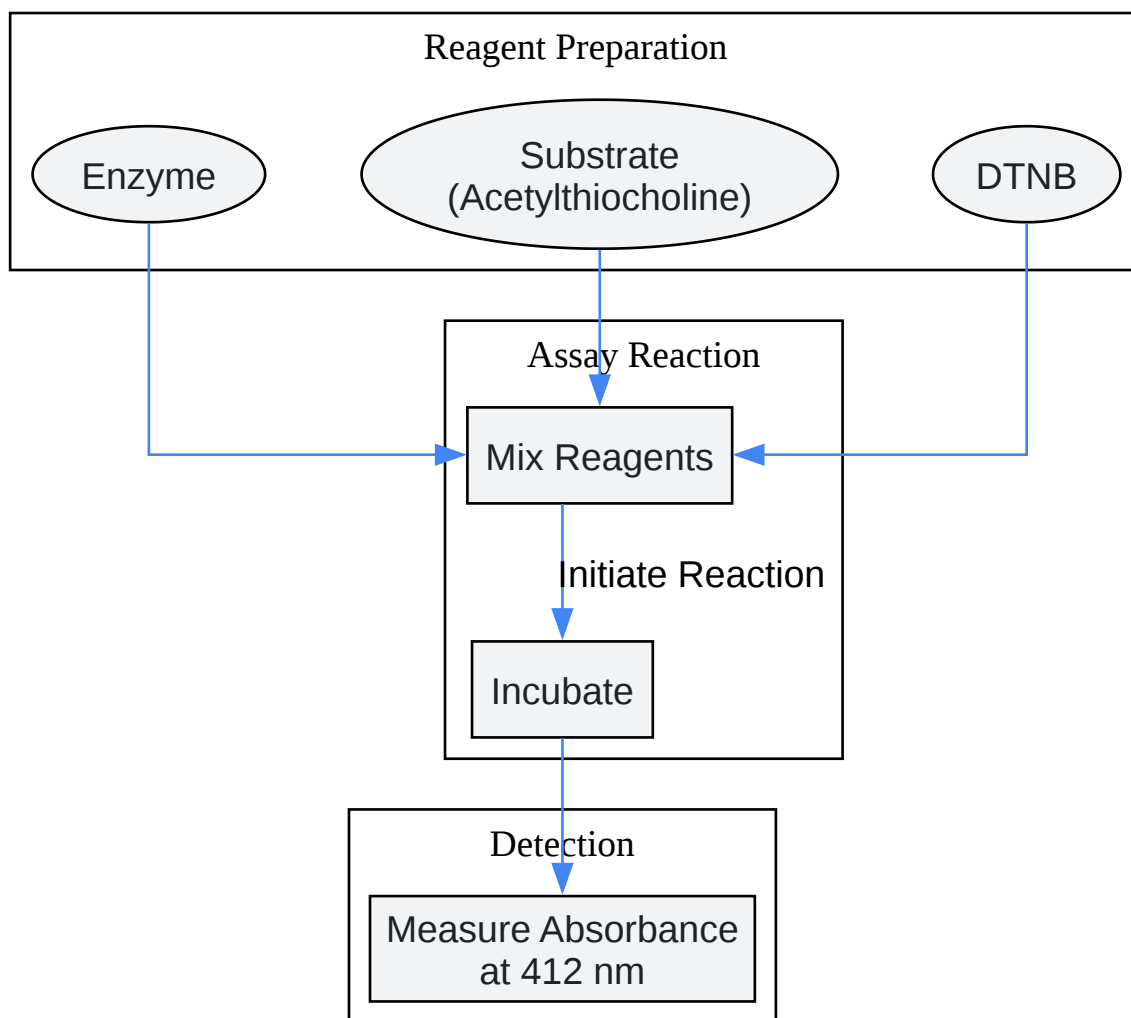 Reagent Preparation
Enzyme
Substrate
(Acetylthiocholine)
DTNB
Assay Reaction
Mix Reagents
Initiate Reaction
Incubate
Detection
Measure Absorbance
at 412 nm